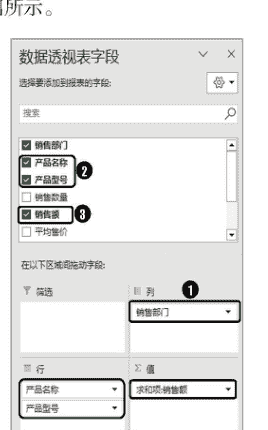 所示。
数据透视表字段
选择要添加到报表的字段:
搜索
销售部门
产品名称
产品型号
2
销售数量
销售额 3
平均售价
在以下区域间拖动字段:
筛选
列 1
销售部门
行
Σ 值
产品名称
求和项:销售额
产品型号